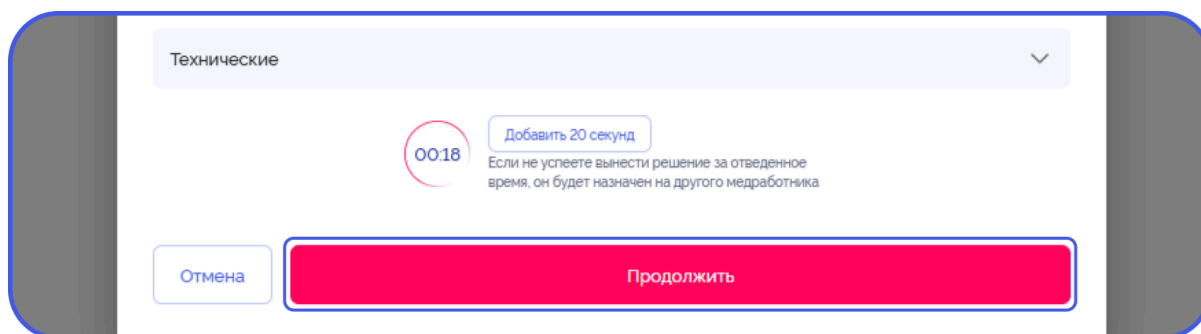 Технические
00:18
Добавить 20 секунд
Если не успеете вынести решение за отведенное
время, он будет назначен на другого медработника
Отмена
Продолжить